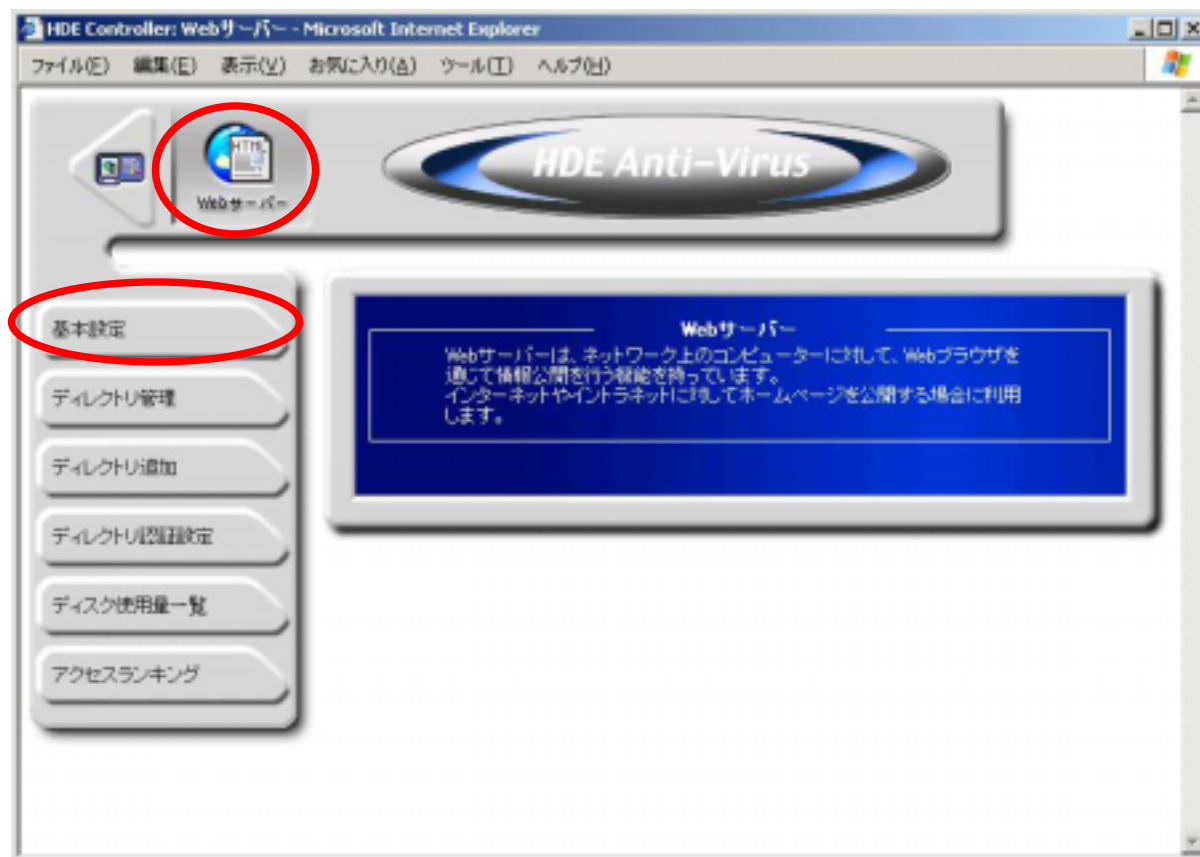 HDE Controller: Webサーバー - Microsoft Internet Explorer
ファイル(F) 編集(E) 表示(V) お気に入り(A) ツール(T) ヘルプ(H)
HTML
Webサーバー
HDE Anti-Virus
基本設定
ディレクトリ管理
ディレクトリ追加
ディレクトリ認証設定
ディスク使用量一覧
アクセスランキング
Webサーバー
Webサーバーは、ネットワーク上のコンピューターに対して、Webブラウザを
通じて情報公開を行う機能を持っています。
インターネットやイントラネットに対してホームページを公開する場合に利用
します。